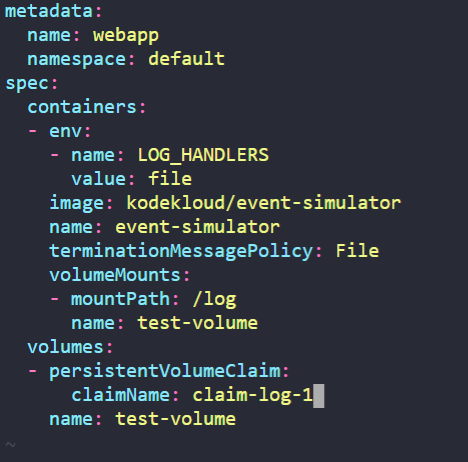 metadata:
  name: webapp
  namespace: default
spec:
  containers:
  - env:
    - name: LOG_HANDLERS
      value: file
    image: kodekloud/event-simulator
    name: event-simulator
    terminationMessagePolicy: File
    volumeMounts:
    - mountPath: /log
      name: test-volume
  volumes:
  - persistentVolumeClaim:
      claimName: claim-log-1
    name: test-volume
~